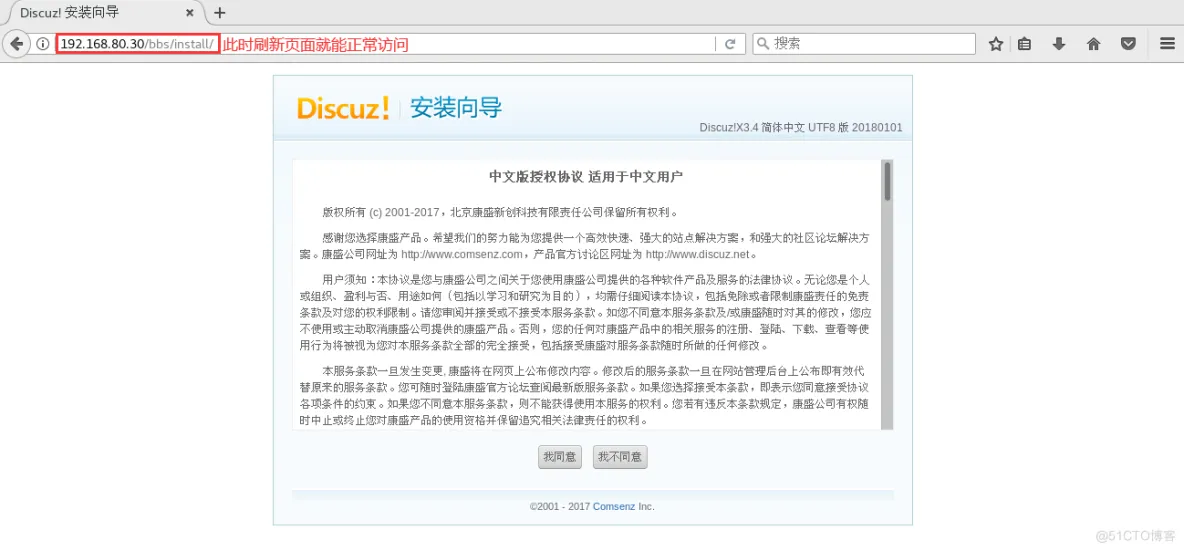 Discuz! 安装向导
192.168.80.30/bbs/install/ 此时刷新页面就能正常访问 搜索
Discuz! 安装向导
Discuz!X3.4 简体中文 UTF8 版 20180101
中文版授权协议 适用于中文用户
版权所有 (c) 2001-2017，北京康盛新创科技有限责任公司保留所有权利。
感谢您选择康盛产品。希望我们的努力能为您提供一个高效快速、强大的站点解决方案，和强大的社区论坛解决方
案。康盛公司网址为 http://www.comsenz.com，产品官方讨论区网址为 http://www.discuz.net。
用户须知：本协议是您与康盛公司之间关于您使用康盛公司提供的各种软件产品及服务的法律协议。无论您是个人
或组织、盈利与否、用途如何（包括以学习和研究为目的），均需仔细阅读本协议，包括免除或者限制康盛责任的免责
条款及对您的权利限制。请您审阅并接受或不接受本服务条款。如您不同意本服务条款及/或康盛随时对其的修改，您应
不使用或主动取消康盛公司提供的康盛产品。否则，您的任何对康盛产品中的相关服务的注册、登陆、下载、查看等使
用行为将被视为您对本服务条款全部的完全接受，包括接受康盛对服务条款随时所做的任何修改。
本服务条款一旦发生变更, 康盛将在网页上公布修改内容。修改后的服务条款一旦在网站管理后台上公布即有效代
替原来的服务条款。您可随时登陆康盛官方论坛查阅最新版服务条款。如果您选择接受本条款，即表示您同意接受协议
各项条件的约束。如果您不同意本服务条款，则不能获得使用本服务的权利。您若有违反本条款规定，康盛公司有权随
时中止或终止您对康盛产品的使用资格并保留追究相关法律责任的权利。
我同意 我不同意
©2001 - 2017 Comsenz Inc.
@51CTO博客